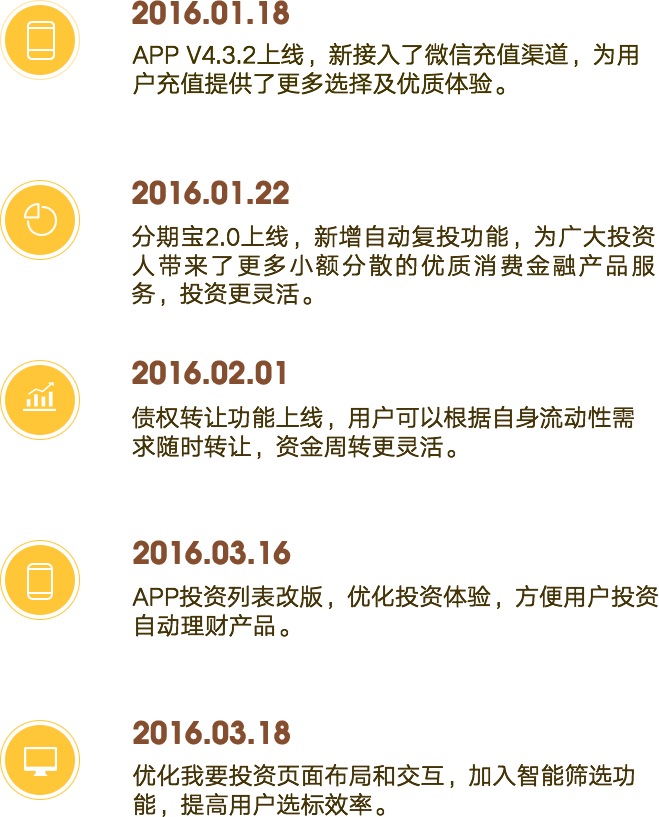 2016.01.18
APP V4.3.2上线，新接入了微信充值渠道，为用
户充值提供了更多选择及优质体验。
2016.01.22
分期宝2.0上线，新增自动复投功能，为广大投资
人带来了更多小额分散的优质消费金融产品服
务，投资更灵活。
2016.02.01
债权转让功能上线，用户可以根据自身流动性需
求随时转让，资金周转更灵活。
2016.03.16
APP投资列表改版，优化投资体验，方便用户投资
自动理财产品。
2016.03.18
优化我要投资页面布局和交互，加入智能筛选功
能，提高用户选标效率。